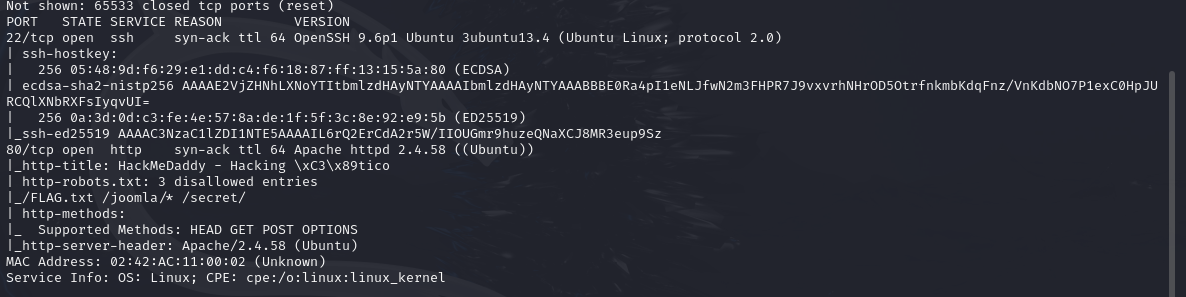 Not shown: 65533 closed tcp ports (reset)
PORT   STATE SERVICE REASON         VERSION
22/tcp open  ssh     syn-ack ttl 64 OpenSSH 9.6p1 Ubuntu 3ubuntu13.4 (Ubuntu Linux; protocol 2.0)
| ssh-hostkey:
|   256 05:48:9d:f6:29:e1:dd:c4:f6:18:87:ff:13:15:5a:80 (ECDSA)
| ecdsa-sha2-nistp256 AAAAE2VjZHNhLXNoYTItbmlzdHAyNTYAAAAIbmlzdHAyNTYAAABBBE0Ra4pI1eNLJfwN2m3FHPR7J9vxvrhNHrOD5OtrfnkmbKdqFnz/VnKdbNO7P1exC0HpJU
RCQlXNbRXFsIyqvUI=
|   256 0a:3d:0d:c3:fe:4e:57:8a:de:1f:5f:3c:8e:92:e9:5b (ED25519)
|_ssh-ed25519 AAAAC3NzaC1lZDI1NTE5AAAAIL6rQ2ErCdA2r5W/IIOUGmr9huzeQNaXCJ8MR3eup9Sz
80/tcp open  http    syn-ack ttl 64 Apache httpd 2.4.58 ((Ubuntu))
|_http-title: HackMeDaddy - Hacking \xC3\x89tico
| http-robots.txt: 3 disallowed entries
|_/FLAG.txt /joomla/* /secret/
| http-methods:
|_  Supported Methods: HEAD GET POST OPTIONS
|_http-server-header: Apache/2.4.58 (Ubuntu)
MAC Address: 02:42:AC:11:00:02 (Unknown)
Service Info: OS: Linux; CPE: cpe:/o:linux:linux_kernel